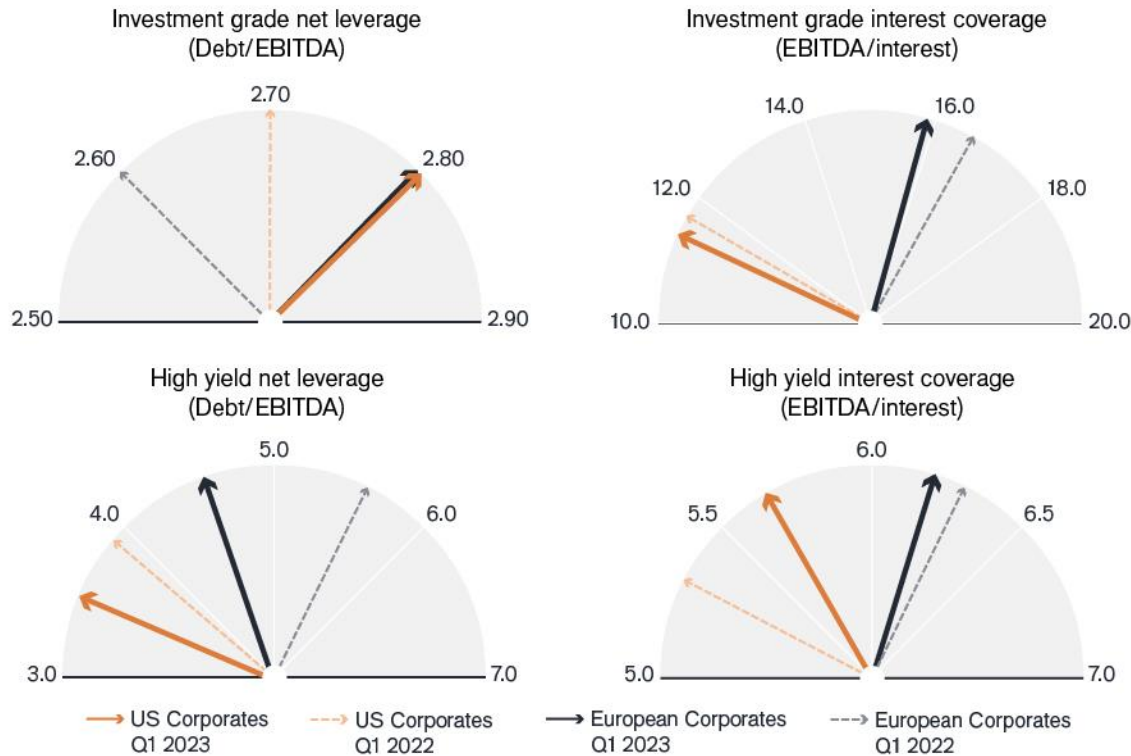 Investment grade net leverage
(Debt/EBITDA)
2.50
2.60
2.70
2.80
2.90
Investment grade interest coverage
(EBITDA/interest)
10.0
12.0
14.0
16.0
18.0
20.0
High yield net leverage
(Debt/EBITDA)
3.0
4.0
5.0
6.0
7.0
High yield interest coverage
(EBITDA/interest)
5.0
5.5
6.0
6.5
7.0
US Corporates
Q1 2023
US Corporates
Q1 2022
European Corporates
Q1 2023
European Corporates
Q1 2022